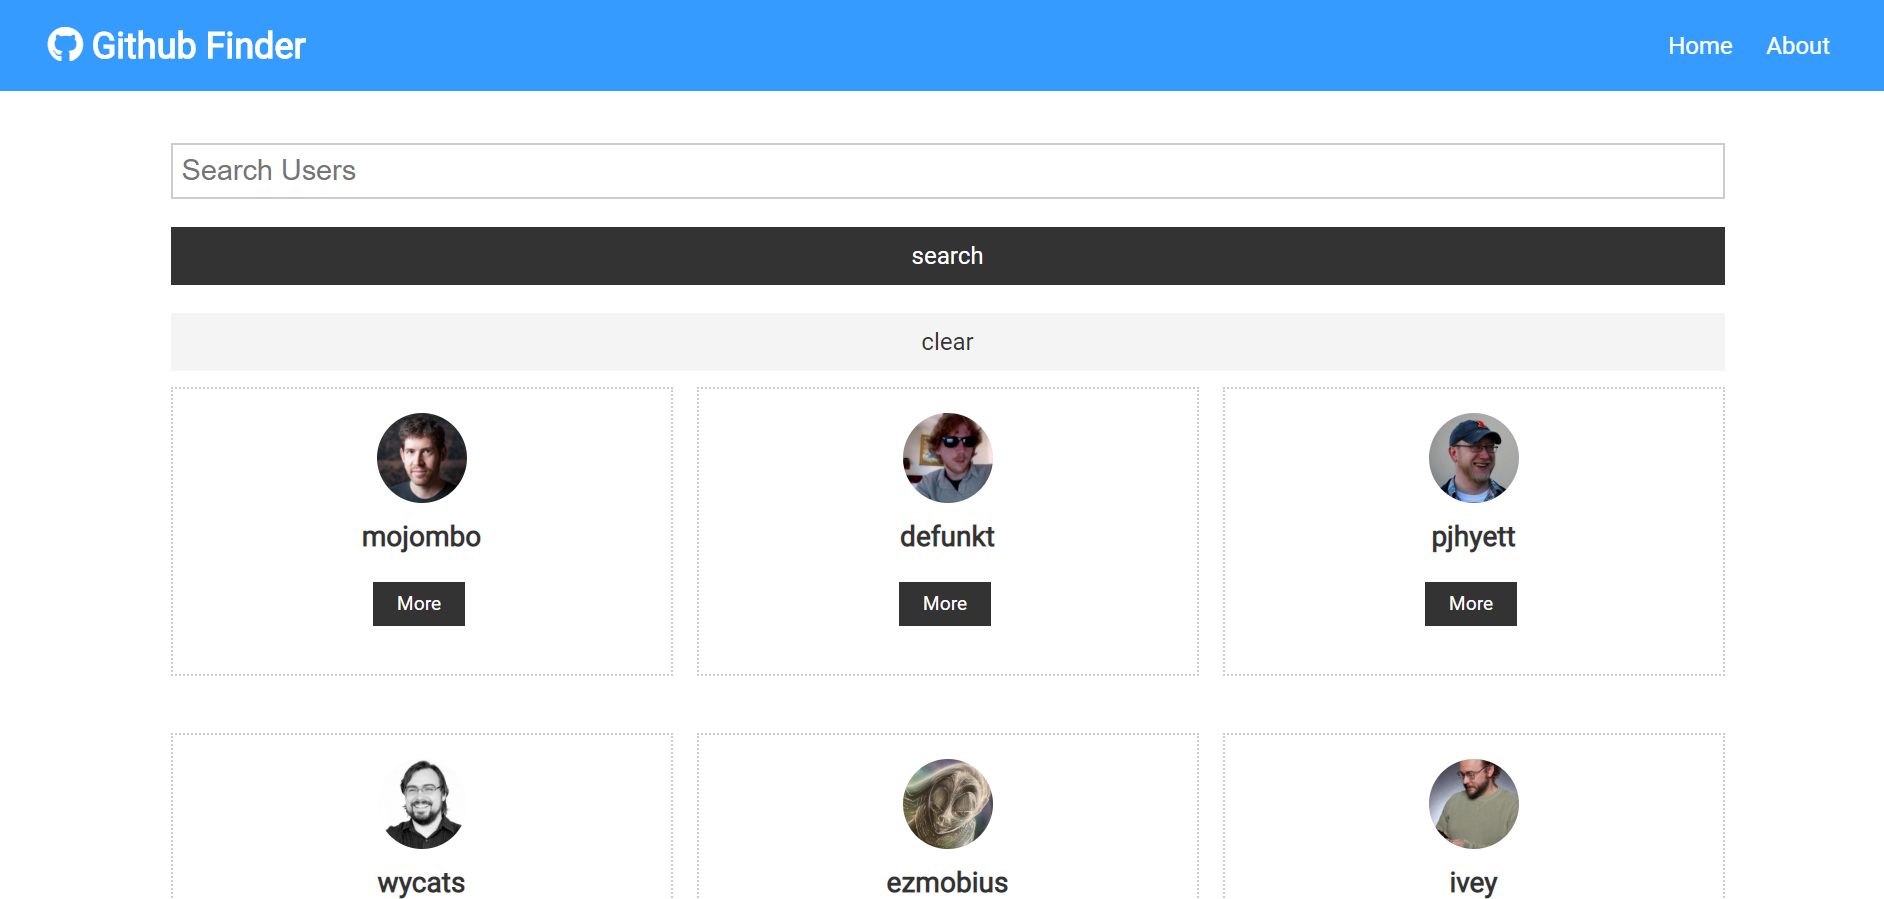 Github Finder
Home About
Search Users
search
clear
mojombo defunkt pjhyett
More More More
wycats ezmobius ivey